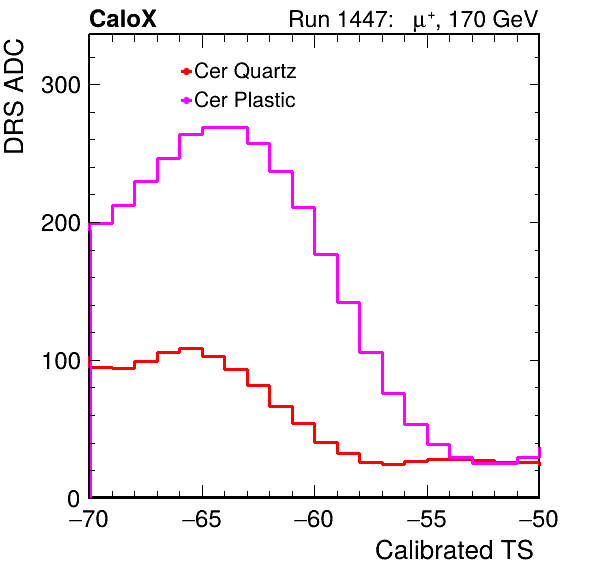 CaloX Run 1447: μ⁺, 170 GeV
DRS ADC
Cer Quartz
Cer Plastic
300
200
100
0
−70 −65 −60 −55 −50
Calibrated TS